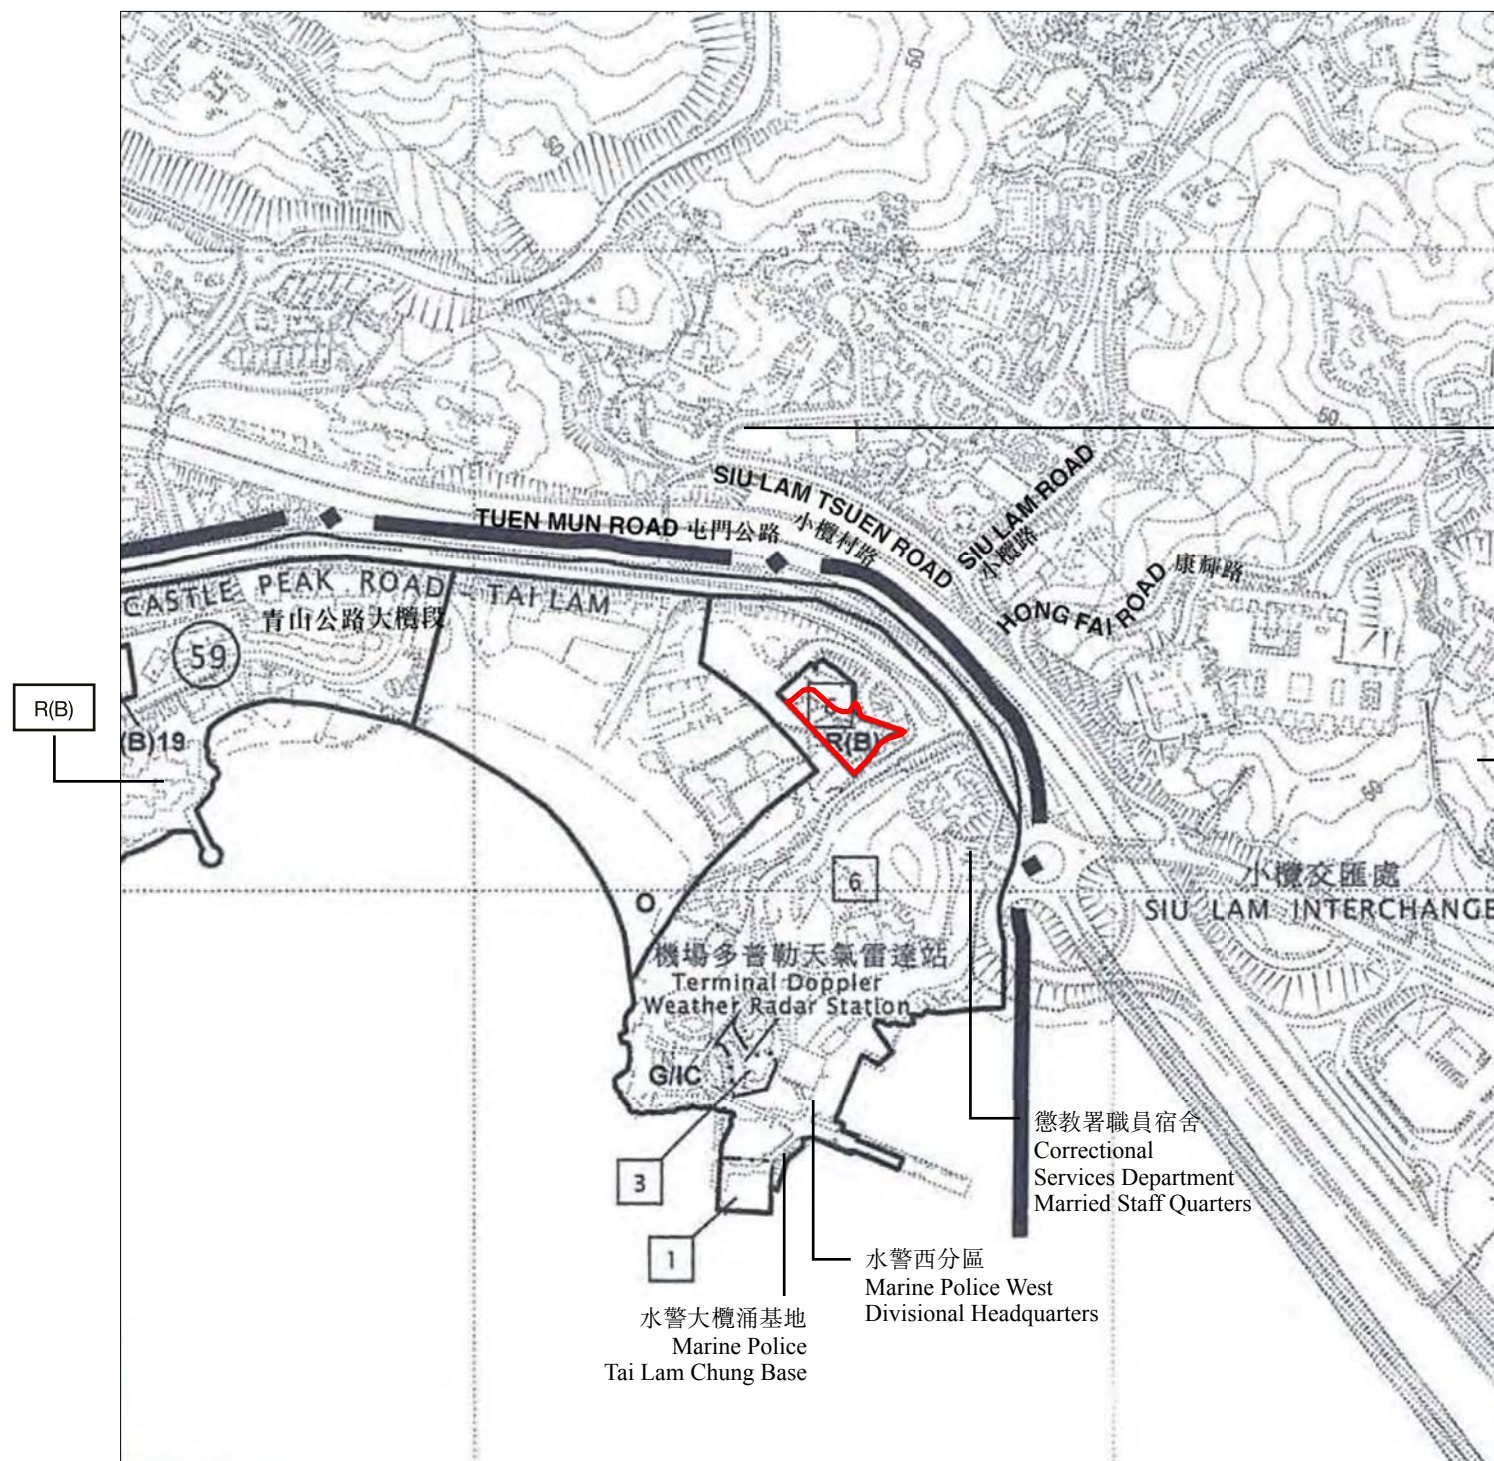 50
50
50
SIU LAM TSUEN ROAD
小欖村路
SIU LAM ROAD
小欖路
TUEN MUN ROAD 屯門公路
HONG FAI ROAD 康輝路
CASTLE PEAK ROAD - TAI LAM
青山公路大欖段
59
R(B)
(B)19
R(B)
50
6
小欖交匯處
SIU LAM INTERCHANGE
O
機場多普勒天氣雷達站
Terminal Doppler
Weather Radar Station
G/IC
3
1
懲教署職員宿舍
Correctional
Services Department
Married Staff Quarters
水警西分區
Marine Police West
Divisional Headquarters
水警大欖涌基地
Marine Police
Tai Lam Chung Base